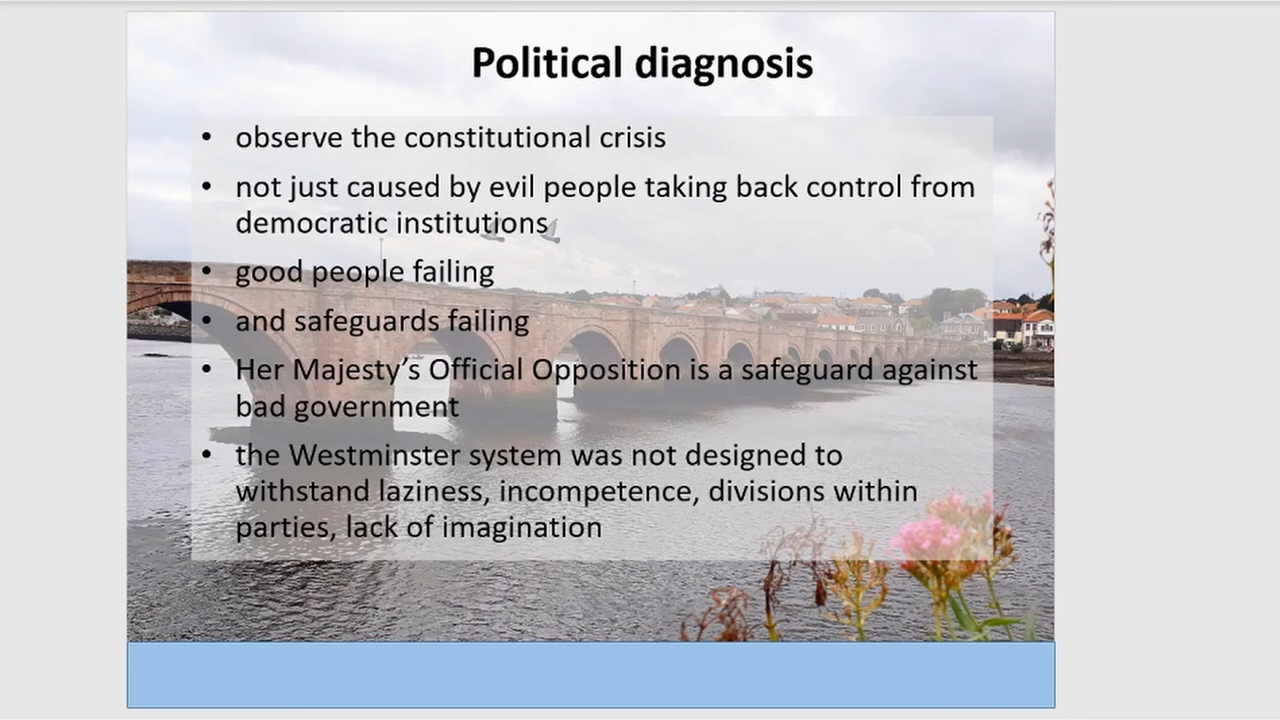 Political diagnosis
• observe the constitutional crisis
• not just caused by evil people taking back control from
democratic institutions
• good people failing
• and safeguards failing
• Her Majesty’s Official Opposition is a safeguard against
bad government
• the Westminster system was not designed to
withstand laziness, incompetence, divisions within
parties, lack of imagination